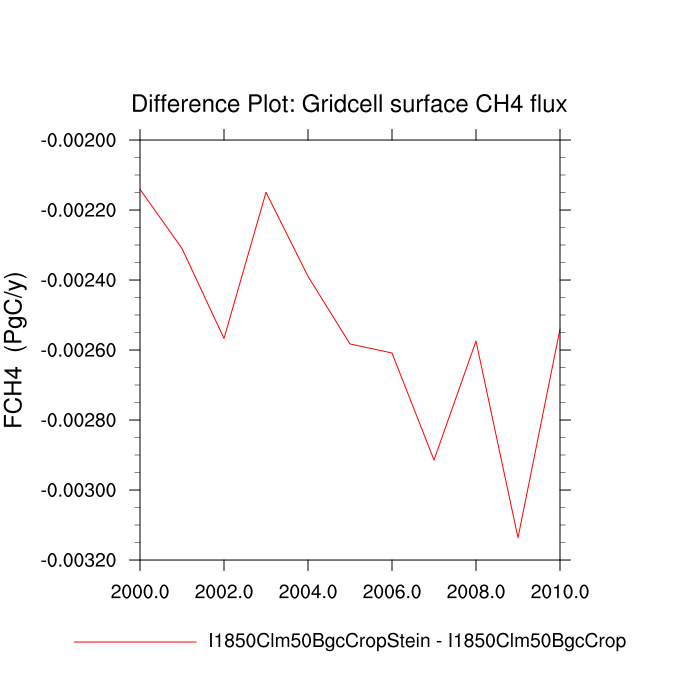 Difference Plot: Gridcell surface CH4 flux
-0.00200
-0.00220
-0.00240
-0.00260
-0.00280
-0.00300
-0.00320
FCH4 (PgC/y)
2000.0 2002.0 2004.0 2006.0 2008.0 2010.0
I1850Clm50BgcCropStein - I1850Clm50BgcCrop